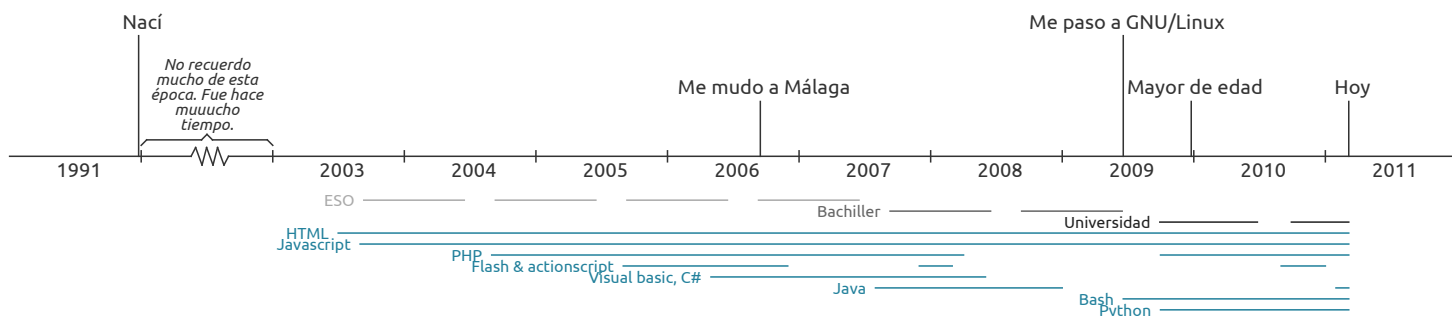 Nací
Me paso a GNU/Linux
No recuerdo
mucho de esta
época. Fue hace
muuucho
tiempo.
Me mudo a Málaga
Mayor de edad
Hoy
1991
2003
2004
2005
2006
2007
2008
2009
2010
2011
ESO
Bachiller
Universidad
HTML
Javascript
PHP
Flash & actionscript
Visual basic, C#
Java
Bash
Python